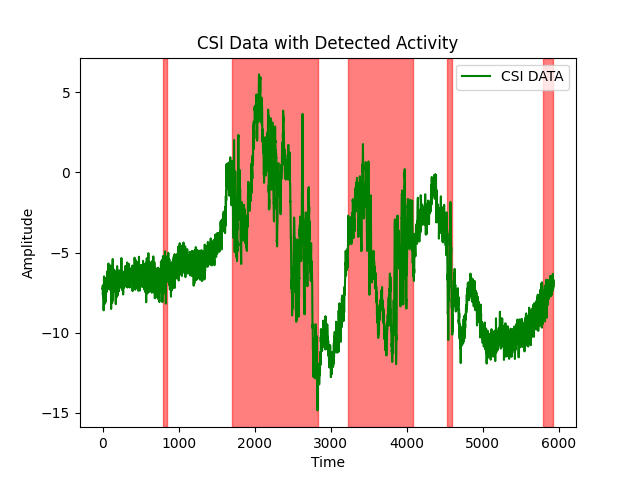 CSI Data with Detected Activity
CSI DATA
5
0
−5
−10
−15
Amplitude
0 1000 2000 3000 4000 5000 6000
Time